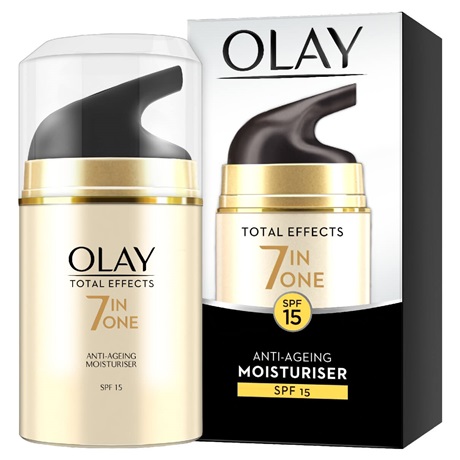 OLAY
TOTAL EFFECTS
7 IN ONE
ANTI-AGEING
MOISTURISER
SPF 15
OLAY
TOTAL EFFECTS
7 IN ONE
SPF
15
ANTI-AGEING
MOISTURISER
SPF 15